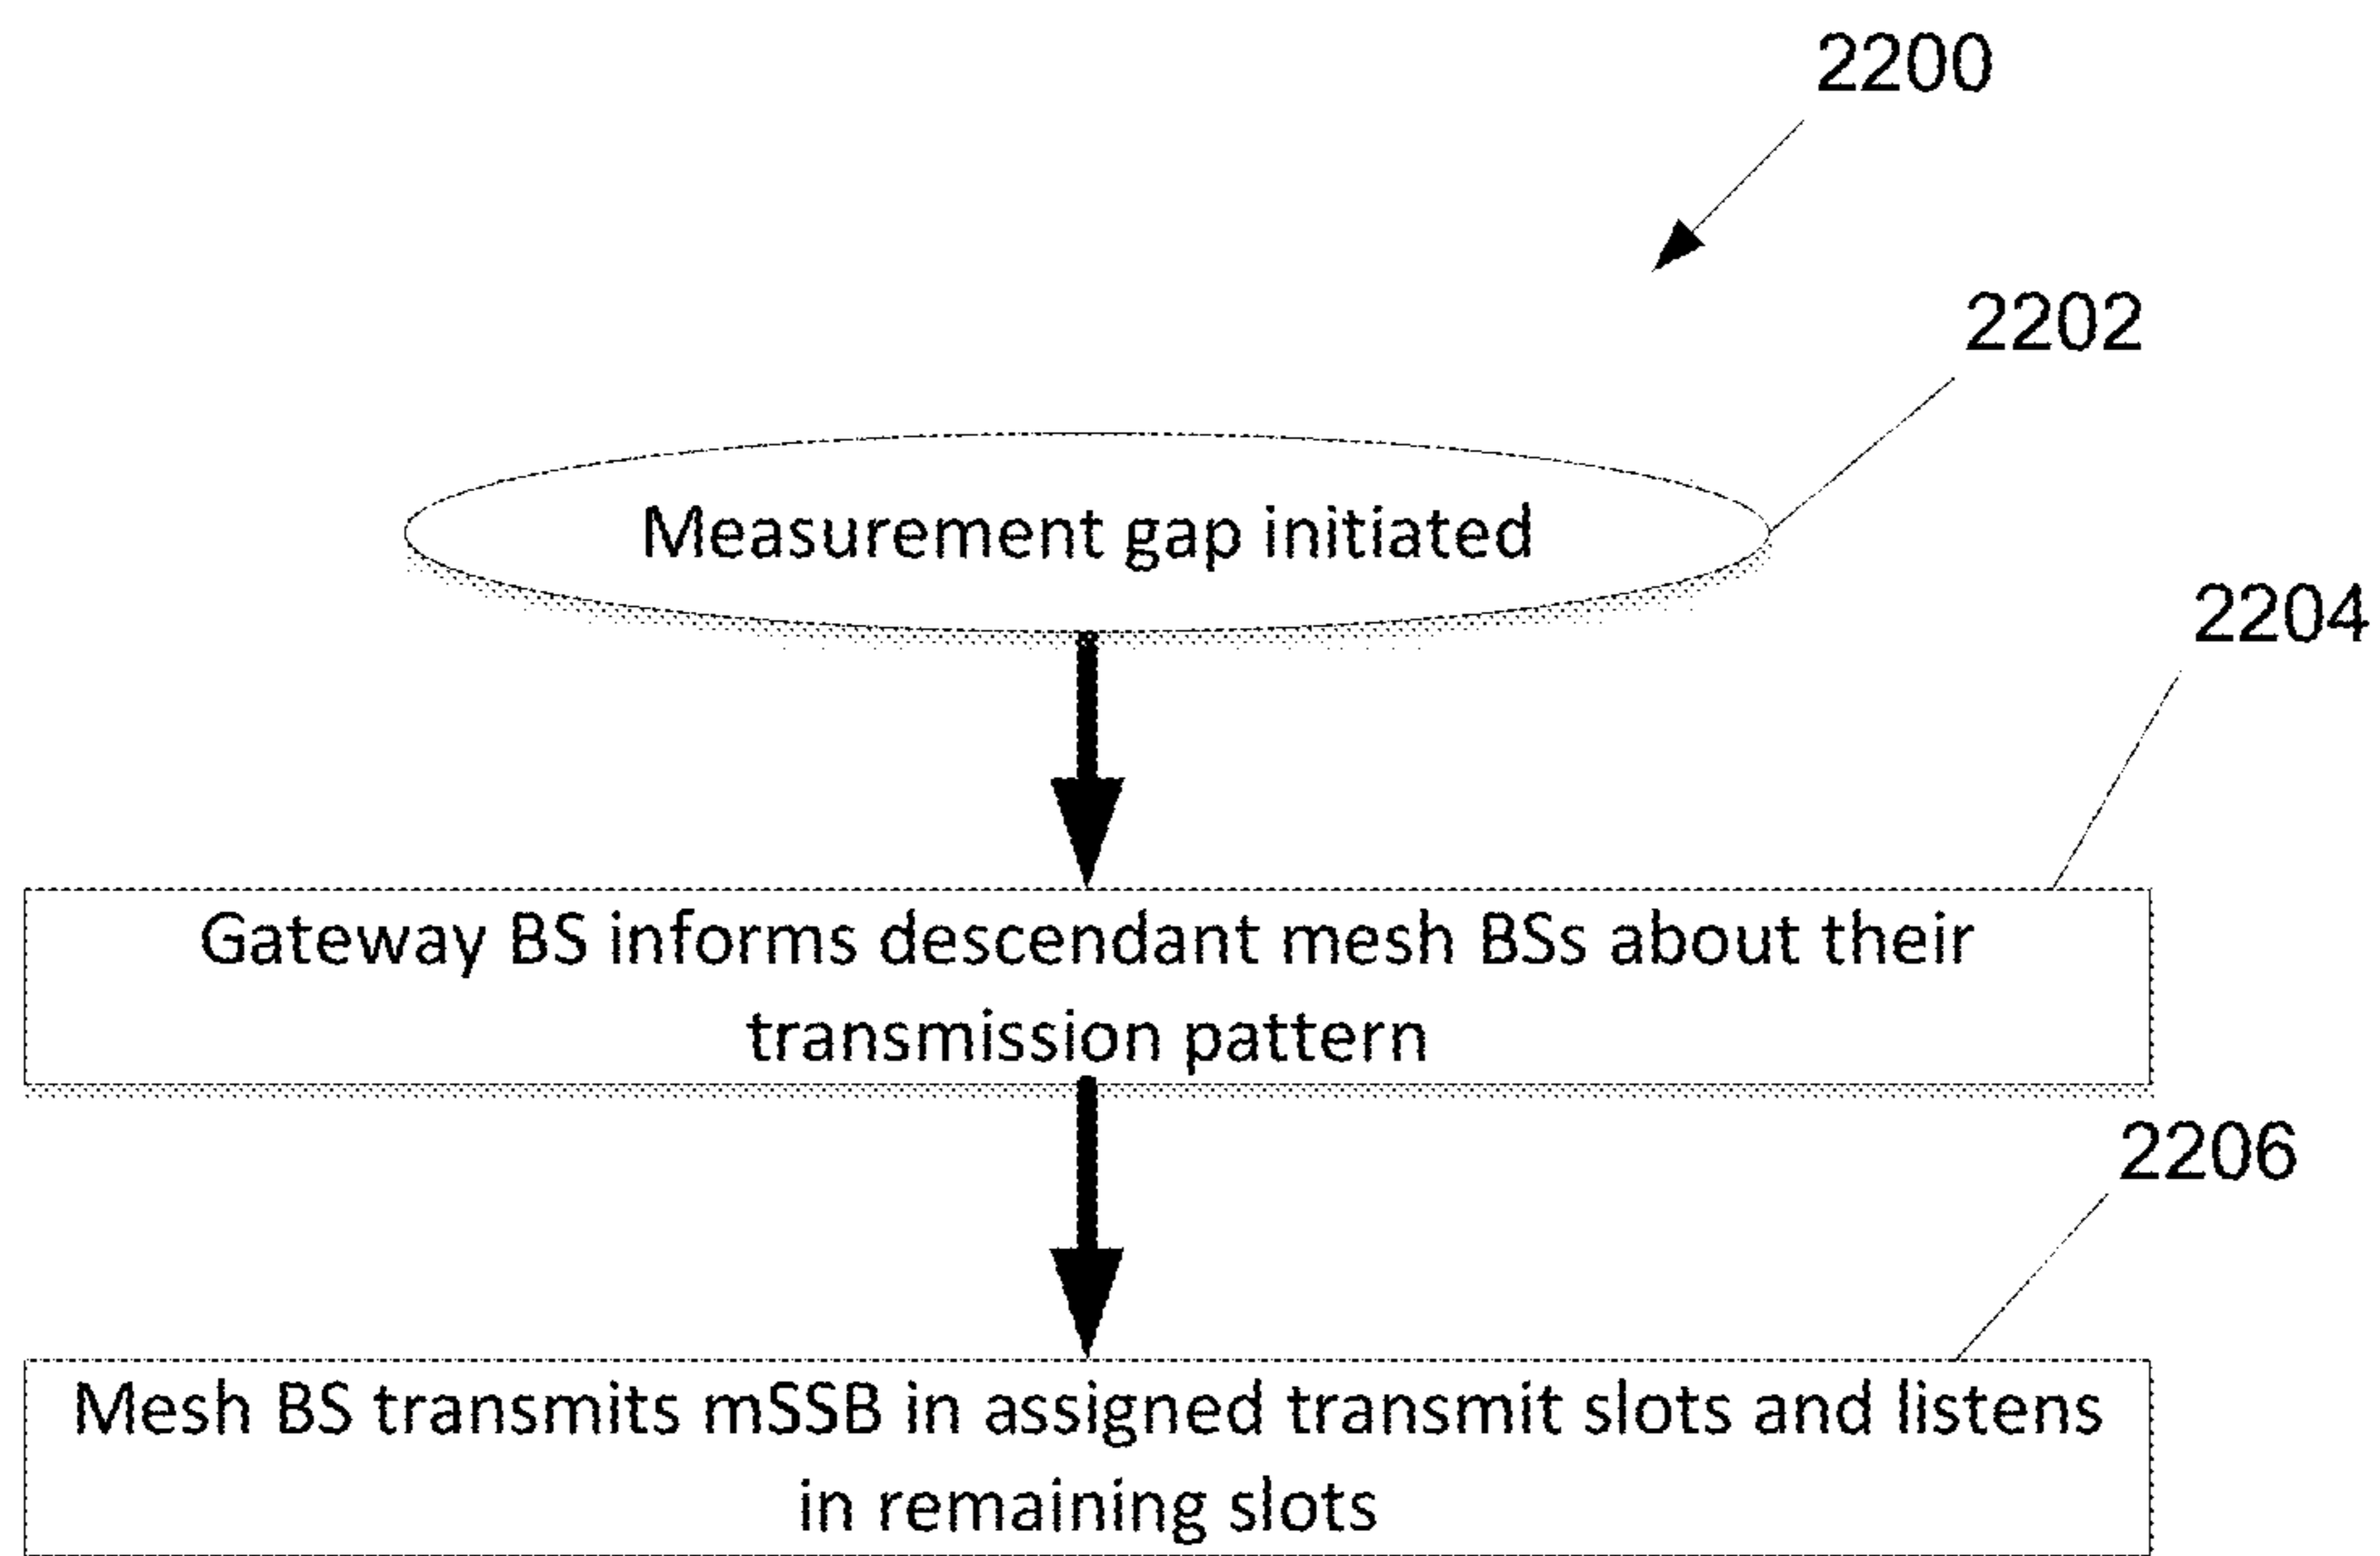 2200
2202
Measurement gap initiated
2204
Gateway BS informs descendant mesh BSs about their
transmission pattern
2206
Mesh BS transmits mSSB in assigned transmit slots and listens
in remaining slots